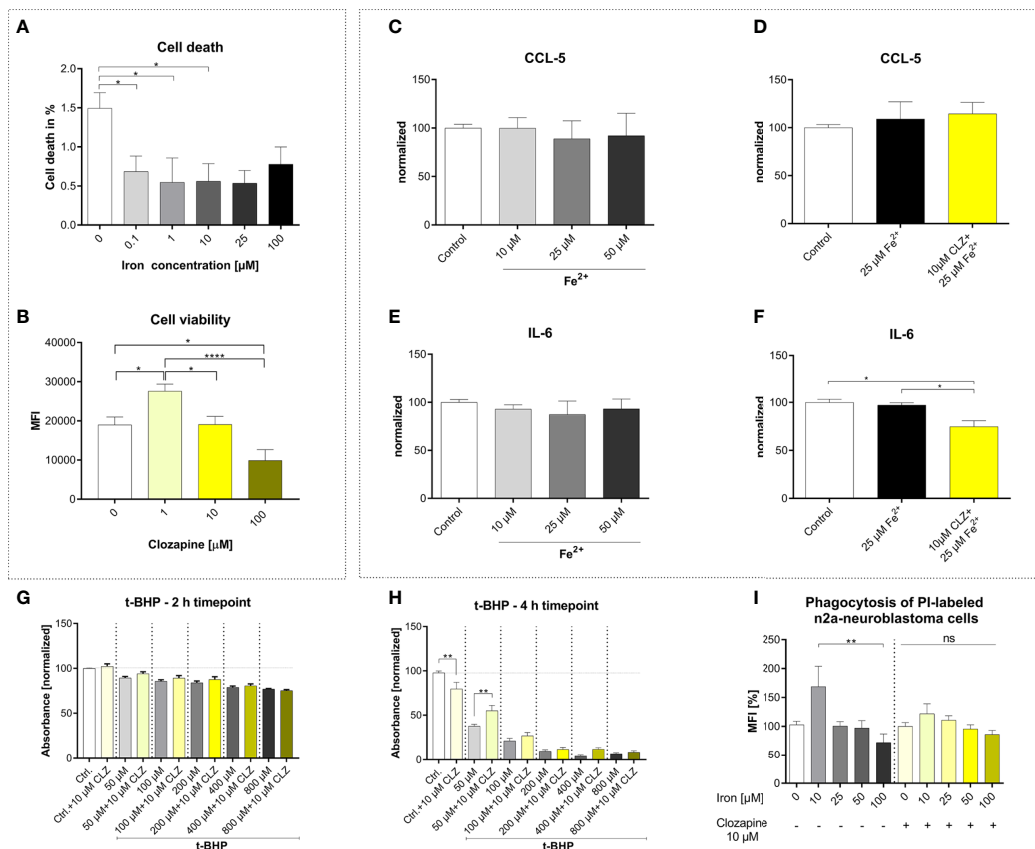 A
Cell death
Cell death in %
2.0
1.5
1.0
0.5
0.0
*
*
*
0
0.1
1
10
25
100
Iron concentration [µM]
B
Cell viability
MFI
40000
30000
20000
10000
0
*
****
*
*
0
1
10
100
Clozapine [µM]
C
CCL-5
normalized
150
100
50
0
Control
10 µM
25 µM
50 µM
Fe²⁺
D
CCL-5
normalized
150
100
50
0
Control
25 µM Fe²⁺
10µM CLZ+
25 µM Fe²⁺
E
IL-6
normalized
150
100
50
0
Control
10 µM
25 µM
50 µM
Fe²⁺
F
IL-6
normalized
150
100
50
0
*
*
Control
25 µM Fe²⁺
10µM CLZ+
25 µM Fe²⁺
G
t-BHP - 2 h timepoint
Absorbance [normalized]
150
100
50
0
Ctrl.
Ctrl.+10 µM CLZ
50 µM
50 µM+10 µM CLZ
100 µM
100 µM+10 µM CLZ
200 µM
200 µM+10 µM CLZ
400 µM
400 µM+10 µM CLZ
800 µM
800 µM+10 µM CLZ
t-BHP
H
t-BHP - 4 h timepoint
Absorbance [normalized]
150
100
50
0
**
**
Ctrl.
Ctrl.+10 µM CLZ
50 µM
50 µM+10 µM CLZ
100 µM
100 µM+10 µM CLZ
200 µM
200 µM+10 µM CLZ
400 µM
400 µM+10 µM CLZ
800 µM
800 µM+10 µM CLZ
t-BHP
I
Phagocytosis of PI-labeled
n2a-neuroblastoma cells
MFI [%]
250
200
150
100
50
0
**
ns
Iron [µM] 0 10 25 50 100 0 10 25 50 100
Clozapine
10 µM - - - - - + + + + +